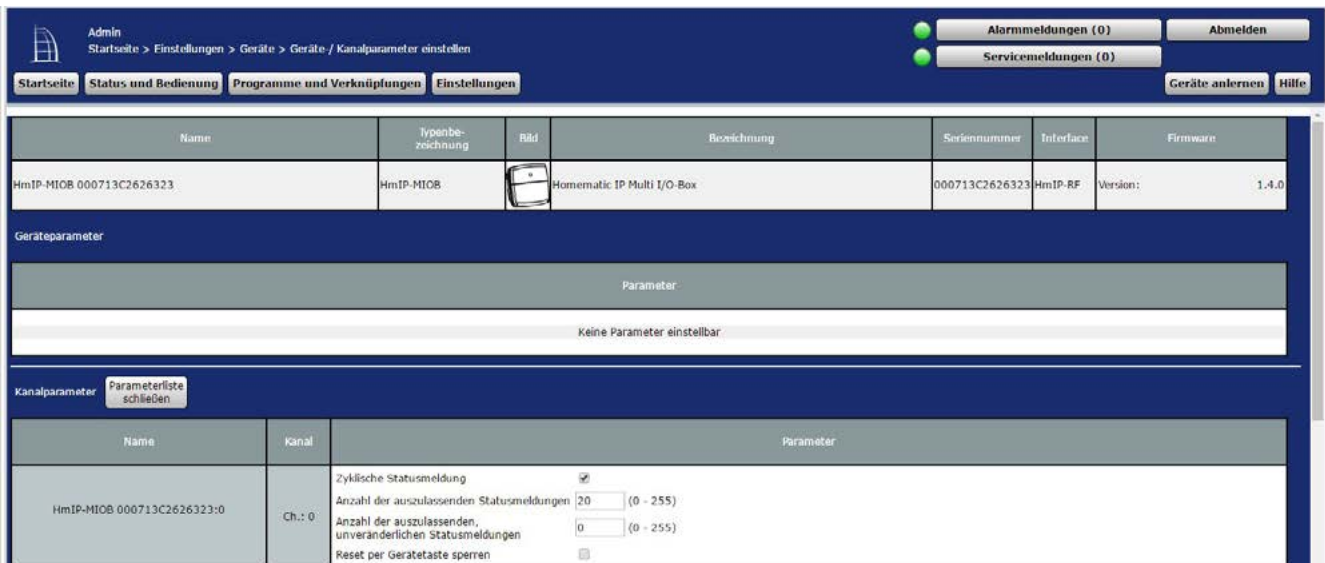 Admin
Startseite > Einstellungen > Geräte > Geräte-/ Kanalparameter einstellen
Alarmmeldungen (0)
Abmelden
Servicemeldungen (0)
Startseite
Status und Bedienung
Programme und Verknüpfungen
Einstellungen
Geräte anlernen
Hilfe
Name
Typenbe-
zeichnung
Bild
Bezeichnung
Seriennummer
Interface
Firmware
HmIP-MIOB 000713C2626323
HmIP-MIOB
Homematic IP Multi I/O-Box
000713C2626323
HmIP-RF
Version: 1.4.0
Geräteparameter
Parameter
Keine Parameter einstellbar
Kanalparameter
Parameterliste
schließen
Name
Kanal
Parameter
HmIP-MIOB 000713C2626323:0
Ch.: 0
Zyklische Statusmeldung
Anzahl der auszulassenden Statusmeldungen 20 (0 - 255)
Anzahl der auszulassenden,
unveränderlichen Statusmeldungen 0 (0 - 255)
Reset per Gerätetaste sperren